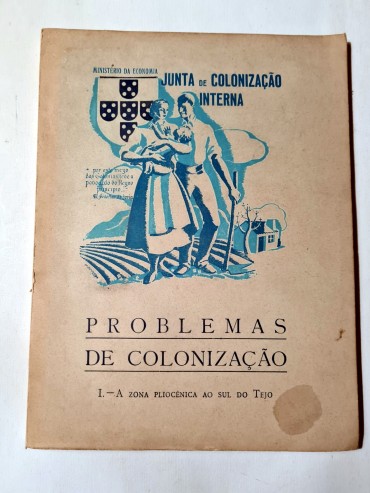 MINISTÉRIO DA ECONOMIA
JUNTA DE COLONIZAÇÃO
INTERNA
PROBLEMAS
DE COLONIZAÇÃO
I.—A ZONA PLIOCÉNICA AO SUL DO TEJO